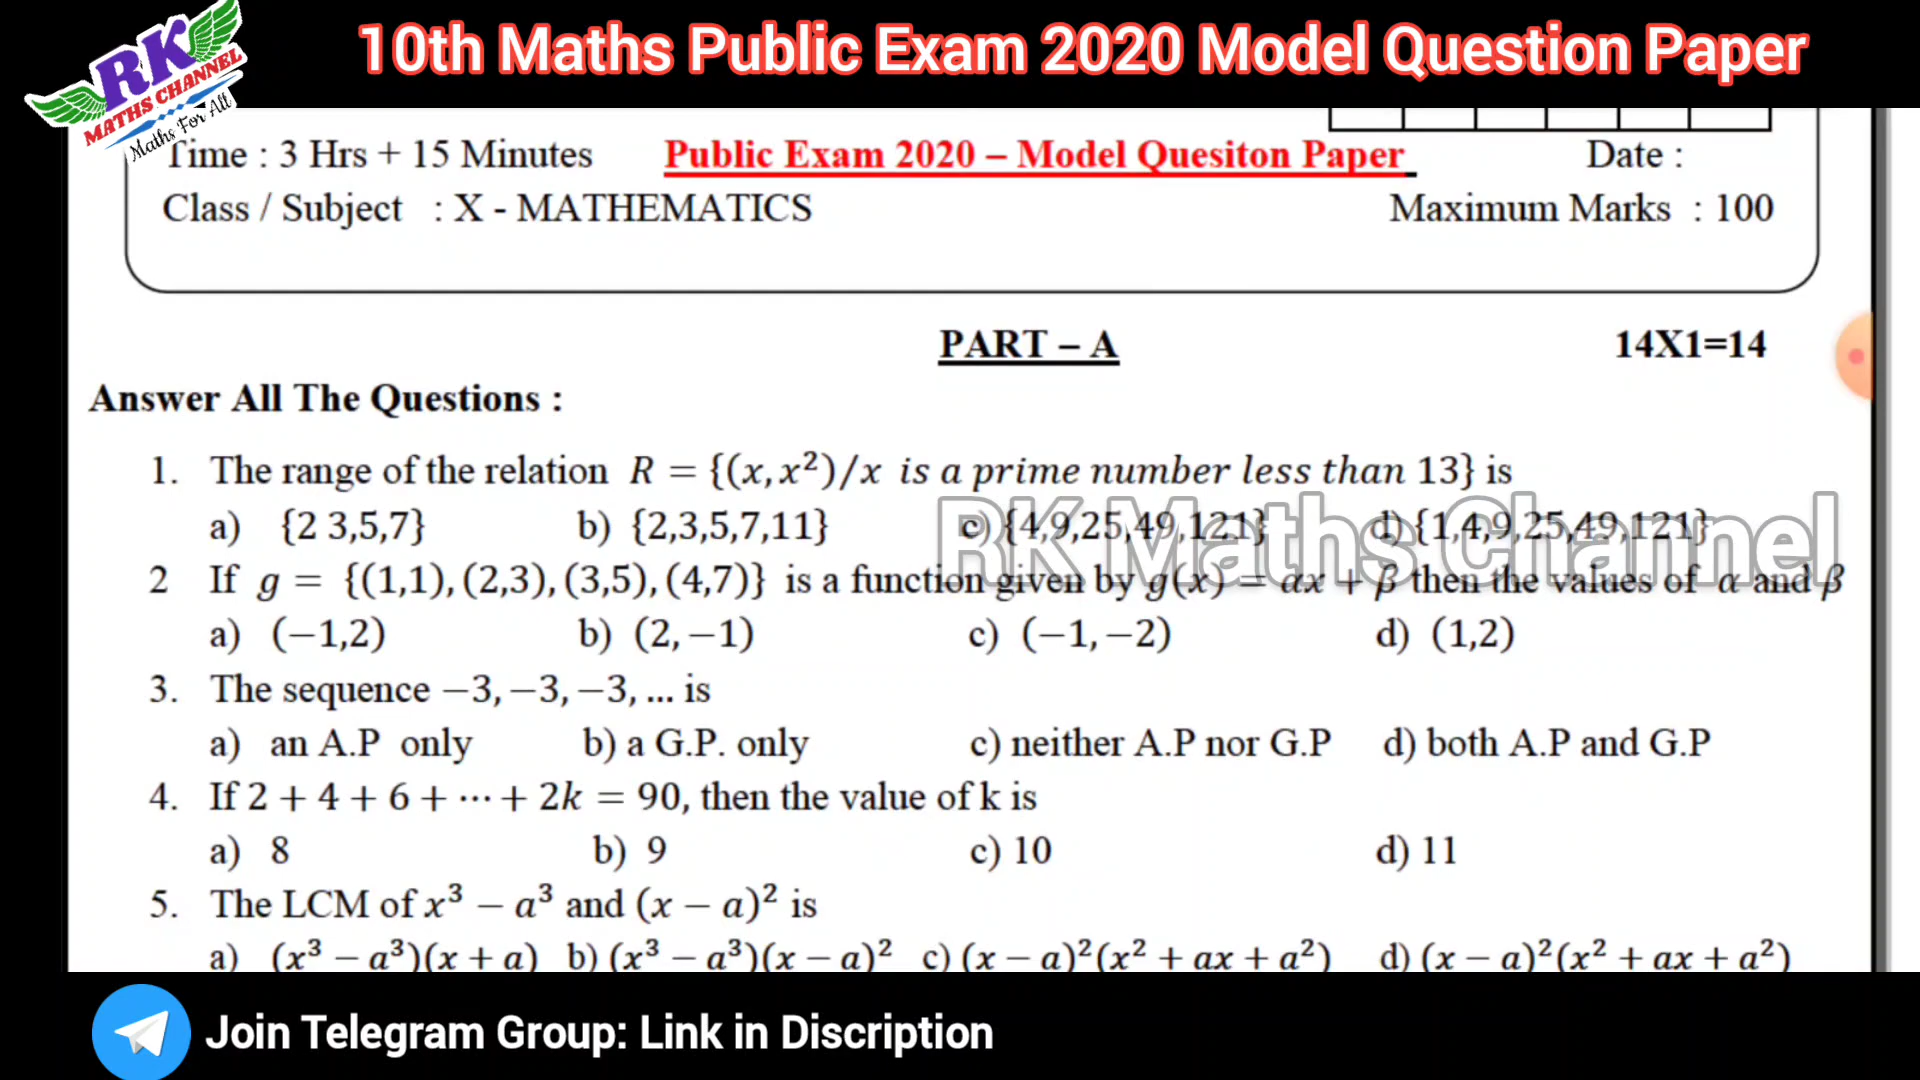 RK
MATHS CHANNEL
Maths For All
10th Maths Public Exam 2020 Model Question Paper
Time : 3 Hrs + 15 Minutes Public Exam 2020 – Model Quesiton Paper Date :
Class / Subject : X - MATHEMATICS Maximum Marks : 100
PART – A 14X1=14
Answer All The Questions :
1. The range of the relation R = {(x, x²)/x is a prime number less than 13} is
a) {2 3,5,7} b) {2,3,5,7,11} c) {4,9,25,49,121} d) {1,4,9,25,49,121}
RK Maths Channel
2 If g = {(1,1), (2,3), (3,5), (4,7)} is a function given by g(x) = αx + β then the values of α and β
a) (−1,2) b) (2, −1) c) (−1, −2) d) (1,2)
3. The sequence −3, −3, −3, ... is
a) an A.P only b) a G.P. only c) neither A.P nor G.P d) both A.P and G.P
4. If 2 + 4 + 6 + ⋯ + 2k = 90, then the value of k is
a) 8 b) 9 c) 10 d) 11
5. The LCM of x³ − a³ and (x − a)² is
a) (x³ − a³)(x + a) b) (x³ − a³)(x − a)² c) (x − a)²(x² + ax + a²) d) (x − a)²(x² + ax + a²)
Join Telegram Group: Link in Discription